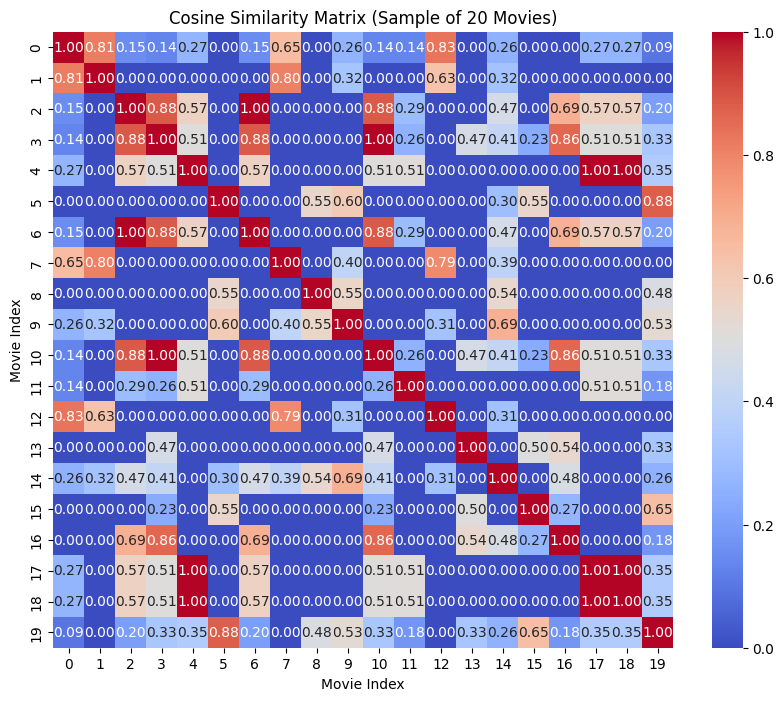 Cosine Similarity Matrix (Sample of 20 Movies)
0 1.00 0.81 0.15 0.14 0.27 0.00 0.15 0.65 0.00 0.26 0.14 0.14 0.83 0.00 0.26 0.00 0.00 0.27 0.27 0.09
1 0.81 1.00 0.00 0.00 0.00 0.00 0.00 0.80 0.00 0.32 0.00 0.00 0.63 0.00 0.32 0.00 0.00 0.00 0.00 0.00
2 0.15 0.00 1.00 0.88 0.57 0.00 1.00 0.00 0.00 0.00 0.88 0.29 0.00 0.00 0.47 0.00 0.69 0.57 0.57 0.20
3 0.14 0.00 0.88 1.00 0.51 0.00 0.88 0.00 0.00 0.00 1.00 0.26 0.00 0.47 0.41 0.23 0.86 0.51 0.51 0.33
4 0.27 0.00 0.57 0.51 1.00 0.00 0.57 0.00 0.00 0.00 0.51 0.51 0.00 0.00 0.00 0.00 0.00 1.00 1.00 0.35
5 0.00 0.00 0.00 0.00 0.00 1.00 0.00 0.00 0.55 0.60 0.00 0.00 0.00 0.00 0.30 0.55 0.00 0.00 0.00 0.88
6 0.15 0.00 1.00 0.88 0.57 0.00 1.00 0.00 0.00 0.00 0.88 0.29 0.00 0.00 0.47 0.00 0.69 0.57 0.57 0.20
7 0.65 0.80 0.00 0.00 0.00 0.00 0.00 1.00 0.00 0.40 0.00 0.00 0.79 0.00 0.39 0.00 0.00 0.00 0.00 0.00
8 0.00 0.00 0.00 0.00 0.00 0.55 0.00 0.00 1.00 0.55 0.00 0.00 0.00 0.00 0.54 0.00 0.00 0.00 0.00 0.48
9 0.26 0.32 0.00 0.00 0.00 0.60 0.00 0.40 0.55 1.00 0.00 0.00 0.31 0.00 0.69 0.00 0.00 0.00 0.00 0.53
10 0.14 0.00 0.88 1.00 0.51 0.00 0.88 0.00 0.00 0.00 1.00 0.26 0.00 0.47 0.41 0.23 0.86 0.51 0.51 0.33
11 0.14 0.00 0.29 0.26 0.51 0.00 0.29 0.00 0.00 0.00 0.26 1.00 0.00 0.00 0.00 0.00 0.00 0.51 0.51 0.18
12 0.83 0.63 0.00 0.00 0.00 0.00 0.00 0.79 0.00 0.31 0.00 0.00 1.00 0.00 0.31 0.00 0.00 0.00 0.00 0.00
13 0.00 0.00 0.00 0.47 0.00 0.00 0.00 0.00 0.00 0.00 0.47 0.00 0.00 1.00 0.00 0.50 0.54 0.00 0.00 0.33
14 0.26 0.32 0.47 0.41 0.00 0.30 0.47 0.39 0.54 0.69 0.41 0.00 0.31 0.00 1.00 0.00 0.48 0.00 0.00 0.26
15 0.00 0.00 0.00 0.23 0.00 0.55 0.00 0.00 0.00 0.00 0.23 0.00 0.00 0.50 0.00 1.00 0.27 0.00 0.00 0.65
16 0.00 0.00 0.69 0.86 0.00 0.00 0.69 0.00 0.00 0.00 0.86 0.00 0.00 0.54 0.48 0.27 1.00 0.00 0.00 0.18
17 0.27 0.00 0.57 0.51 1.00 0.00 0.57 0.00 0.00 0.00 0.51 0.51 0.00 0.00 0.00 0.00 0.00 1.00 1.00 0.35
18 0.27 0.00 0.57 0.51 1.00 0.00 0.57 0.00 0.00 0.00 0.51 0.51 0.00 0.00 0.00 0.00 0.00 1.00 1.00 0.35
19 0.09 0.00 0.20 0.33 0.35 0.88 0.20 0.00 0.48 0.53 0.33 0.18 0.00 0.33 0.26 0.65 0.18 0.35 0.35 1.00
0 1 2 3 4 5 6 7 8 9 10 11 12 13 14 15 16 17 18 19
Movie Index
Movie Index
1.0
0.8
0.6
0.4
0.2
0.0